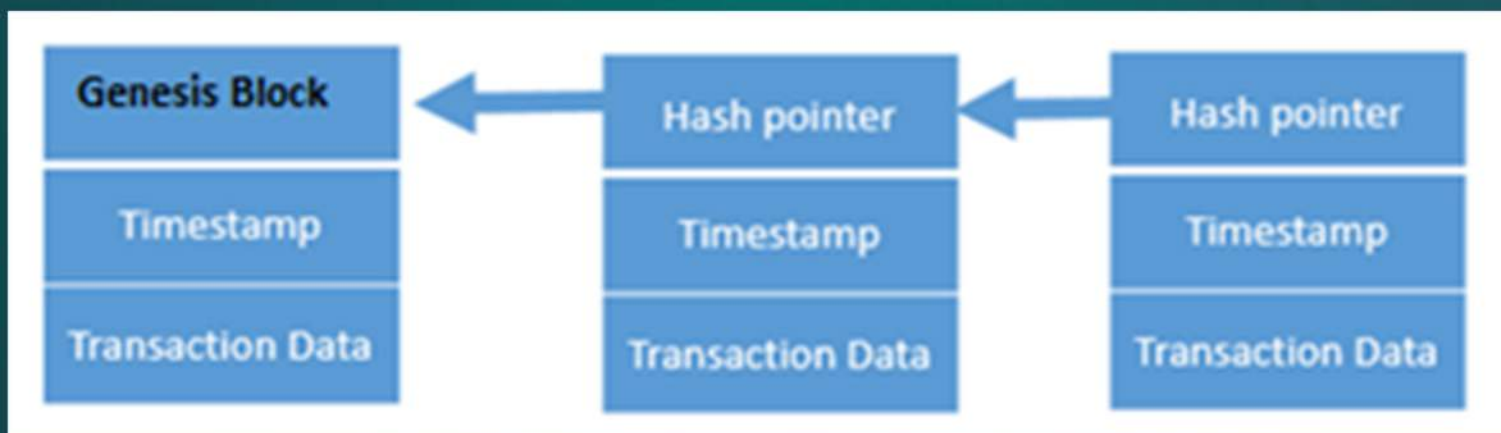 Genesis Block
Timestamp
Transaction Data
Hash pointer
Timestamp
Transaction Data
Hash pointer
Timestamp
Transaction Data